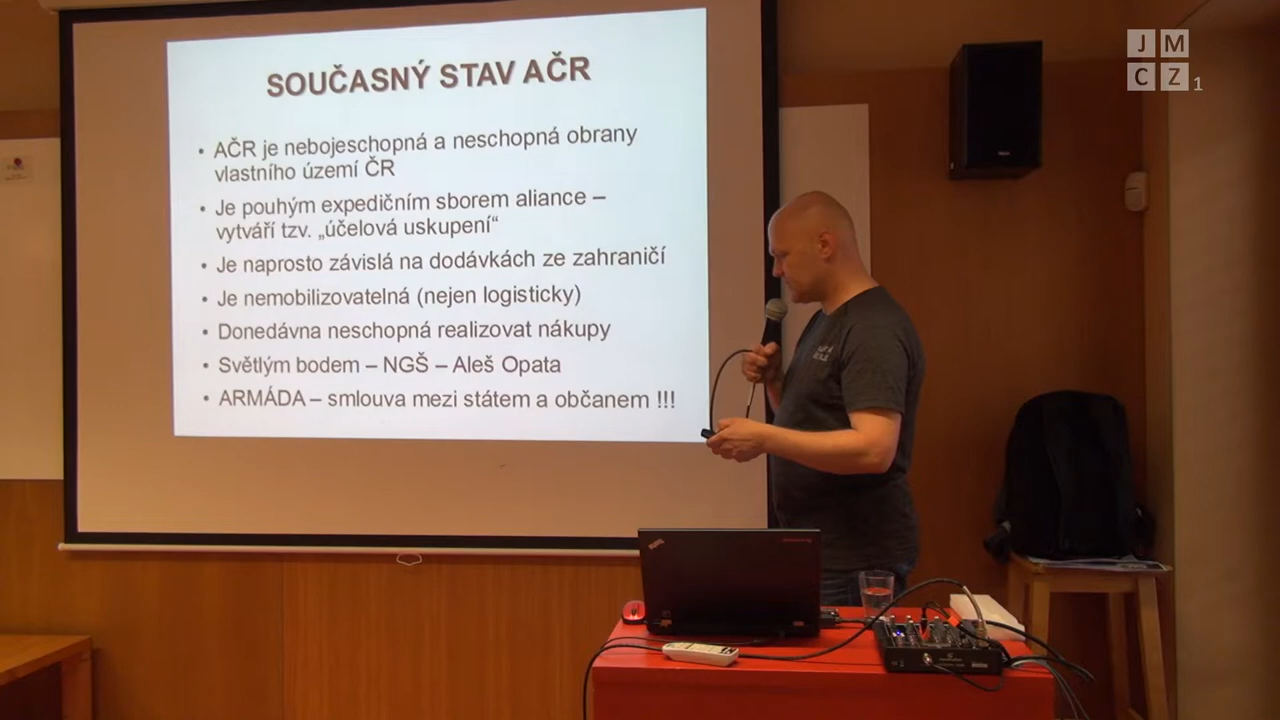 J M
C Z 1
SOUČASNÝ STAV AČR
• AČR je nebojeschopná a neschopná obrany
vlastního území ČR
• Je pouhým expedičním sborem aliance –
vytváří tzv. „účelová uskupení“
• Je naprosto závislá na dodávkách ze zahraničí
• Je nemobilizovatelná (nejen logisticky)
• Donedávna neschopná realizovat nákupy
• Světlým bodem – NGŠ – Aleš Opata
• ARMÁDA – smlouva mezi státem a občanem !!!